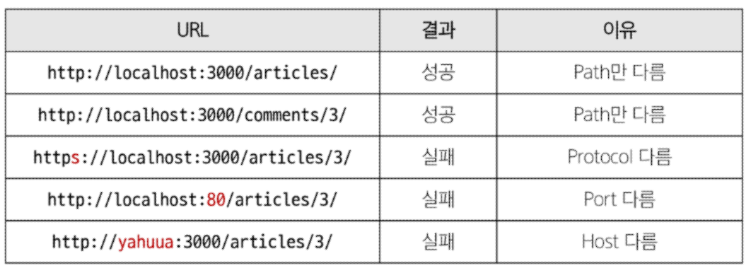 URL 결과 이유
http://localhost:3000/articles/ 성공 Path만 다름
http://localhost:3000/comments/3/ 성공 Path만 다름
https://localhost:3000/articles/3/ 실패 Protocol 다름
http://localhost:80/articles/3/ 실패 Port 다름
http://yahuua:3000/articles/3/ 실패 Host 다름